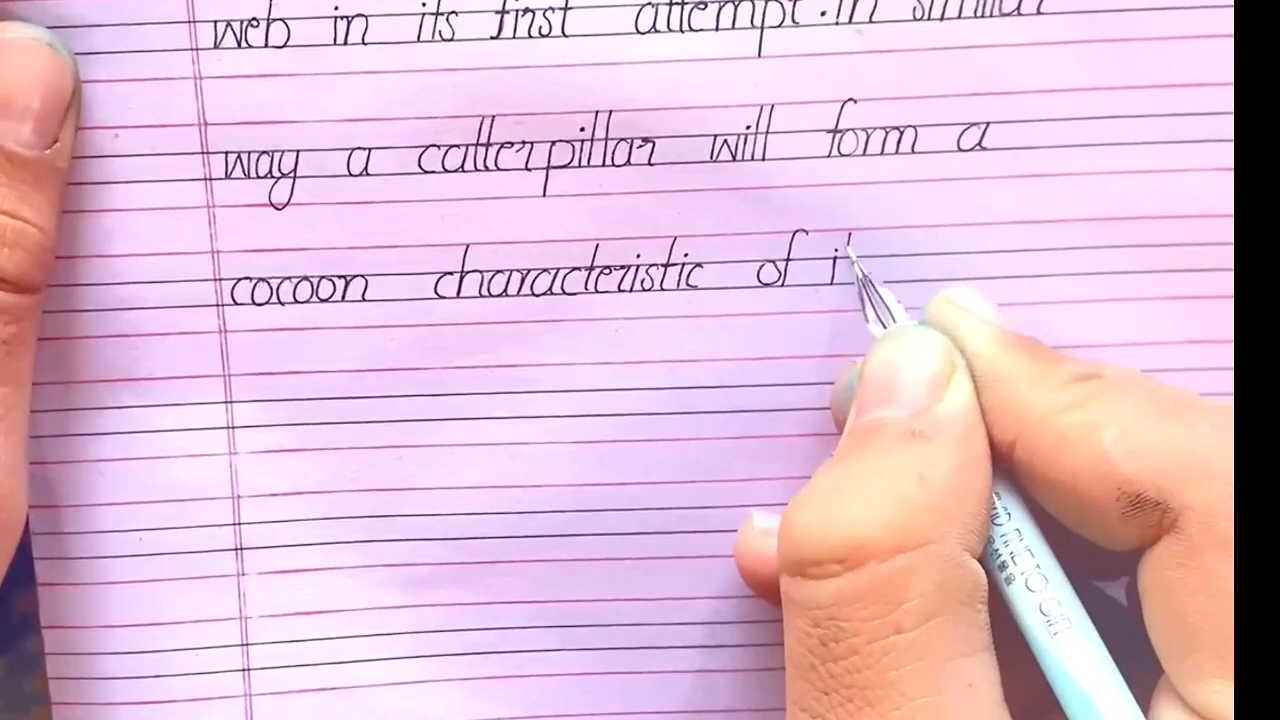 web in its first attempt. In similar
way a catterpillar will form a
cocoon characteristic of i